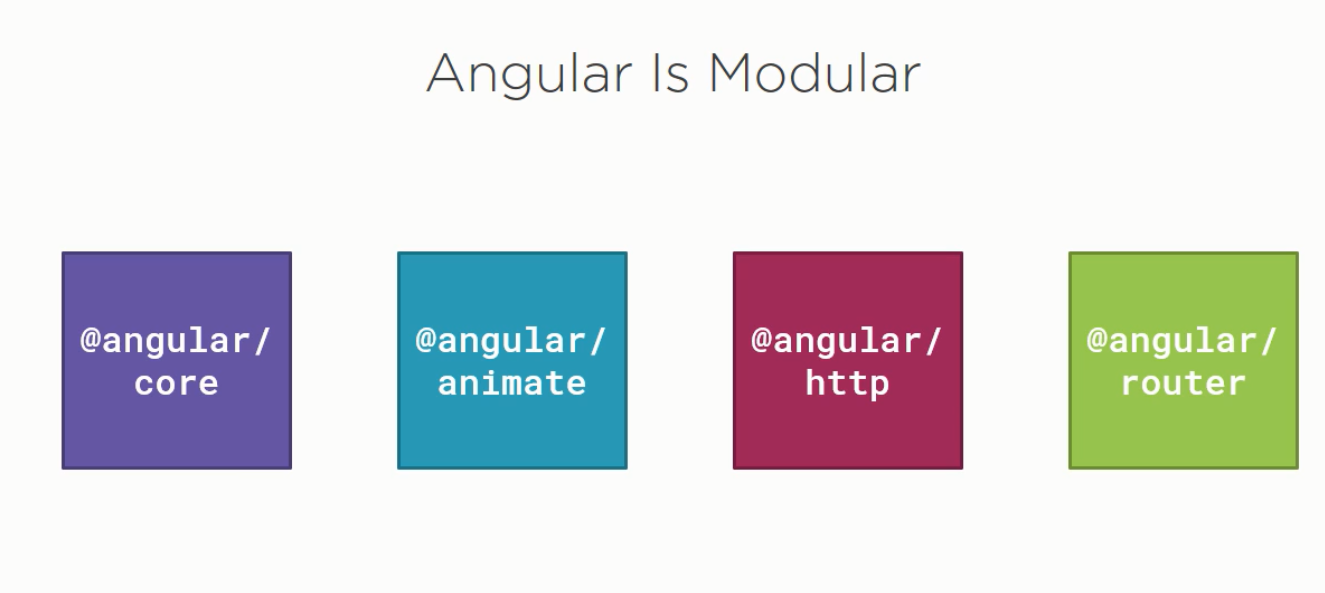 Angular Is Modular
@angular/
core
@angular/
animate
@angular/
http
@angular/
router